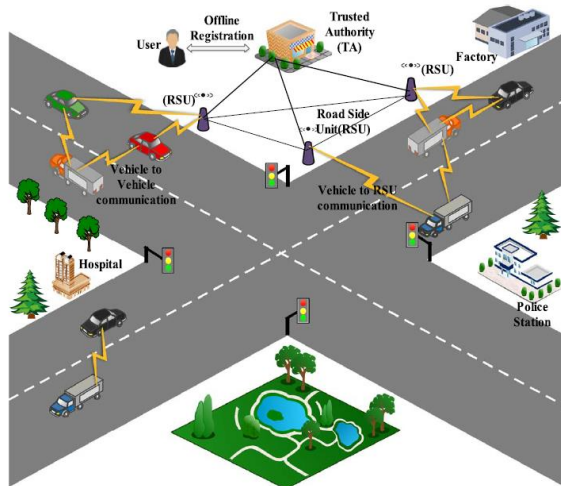 Offline
Registration
User
Trusted
Authority
(TA)
Factory
(RSU)
(RSU)
Road Side
Unit(RSU)
Vehicle to
Vehicle
communication
Vehicle to RSU
communication
Hospital
Police
Station